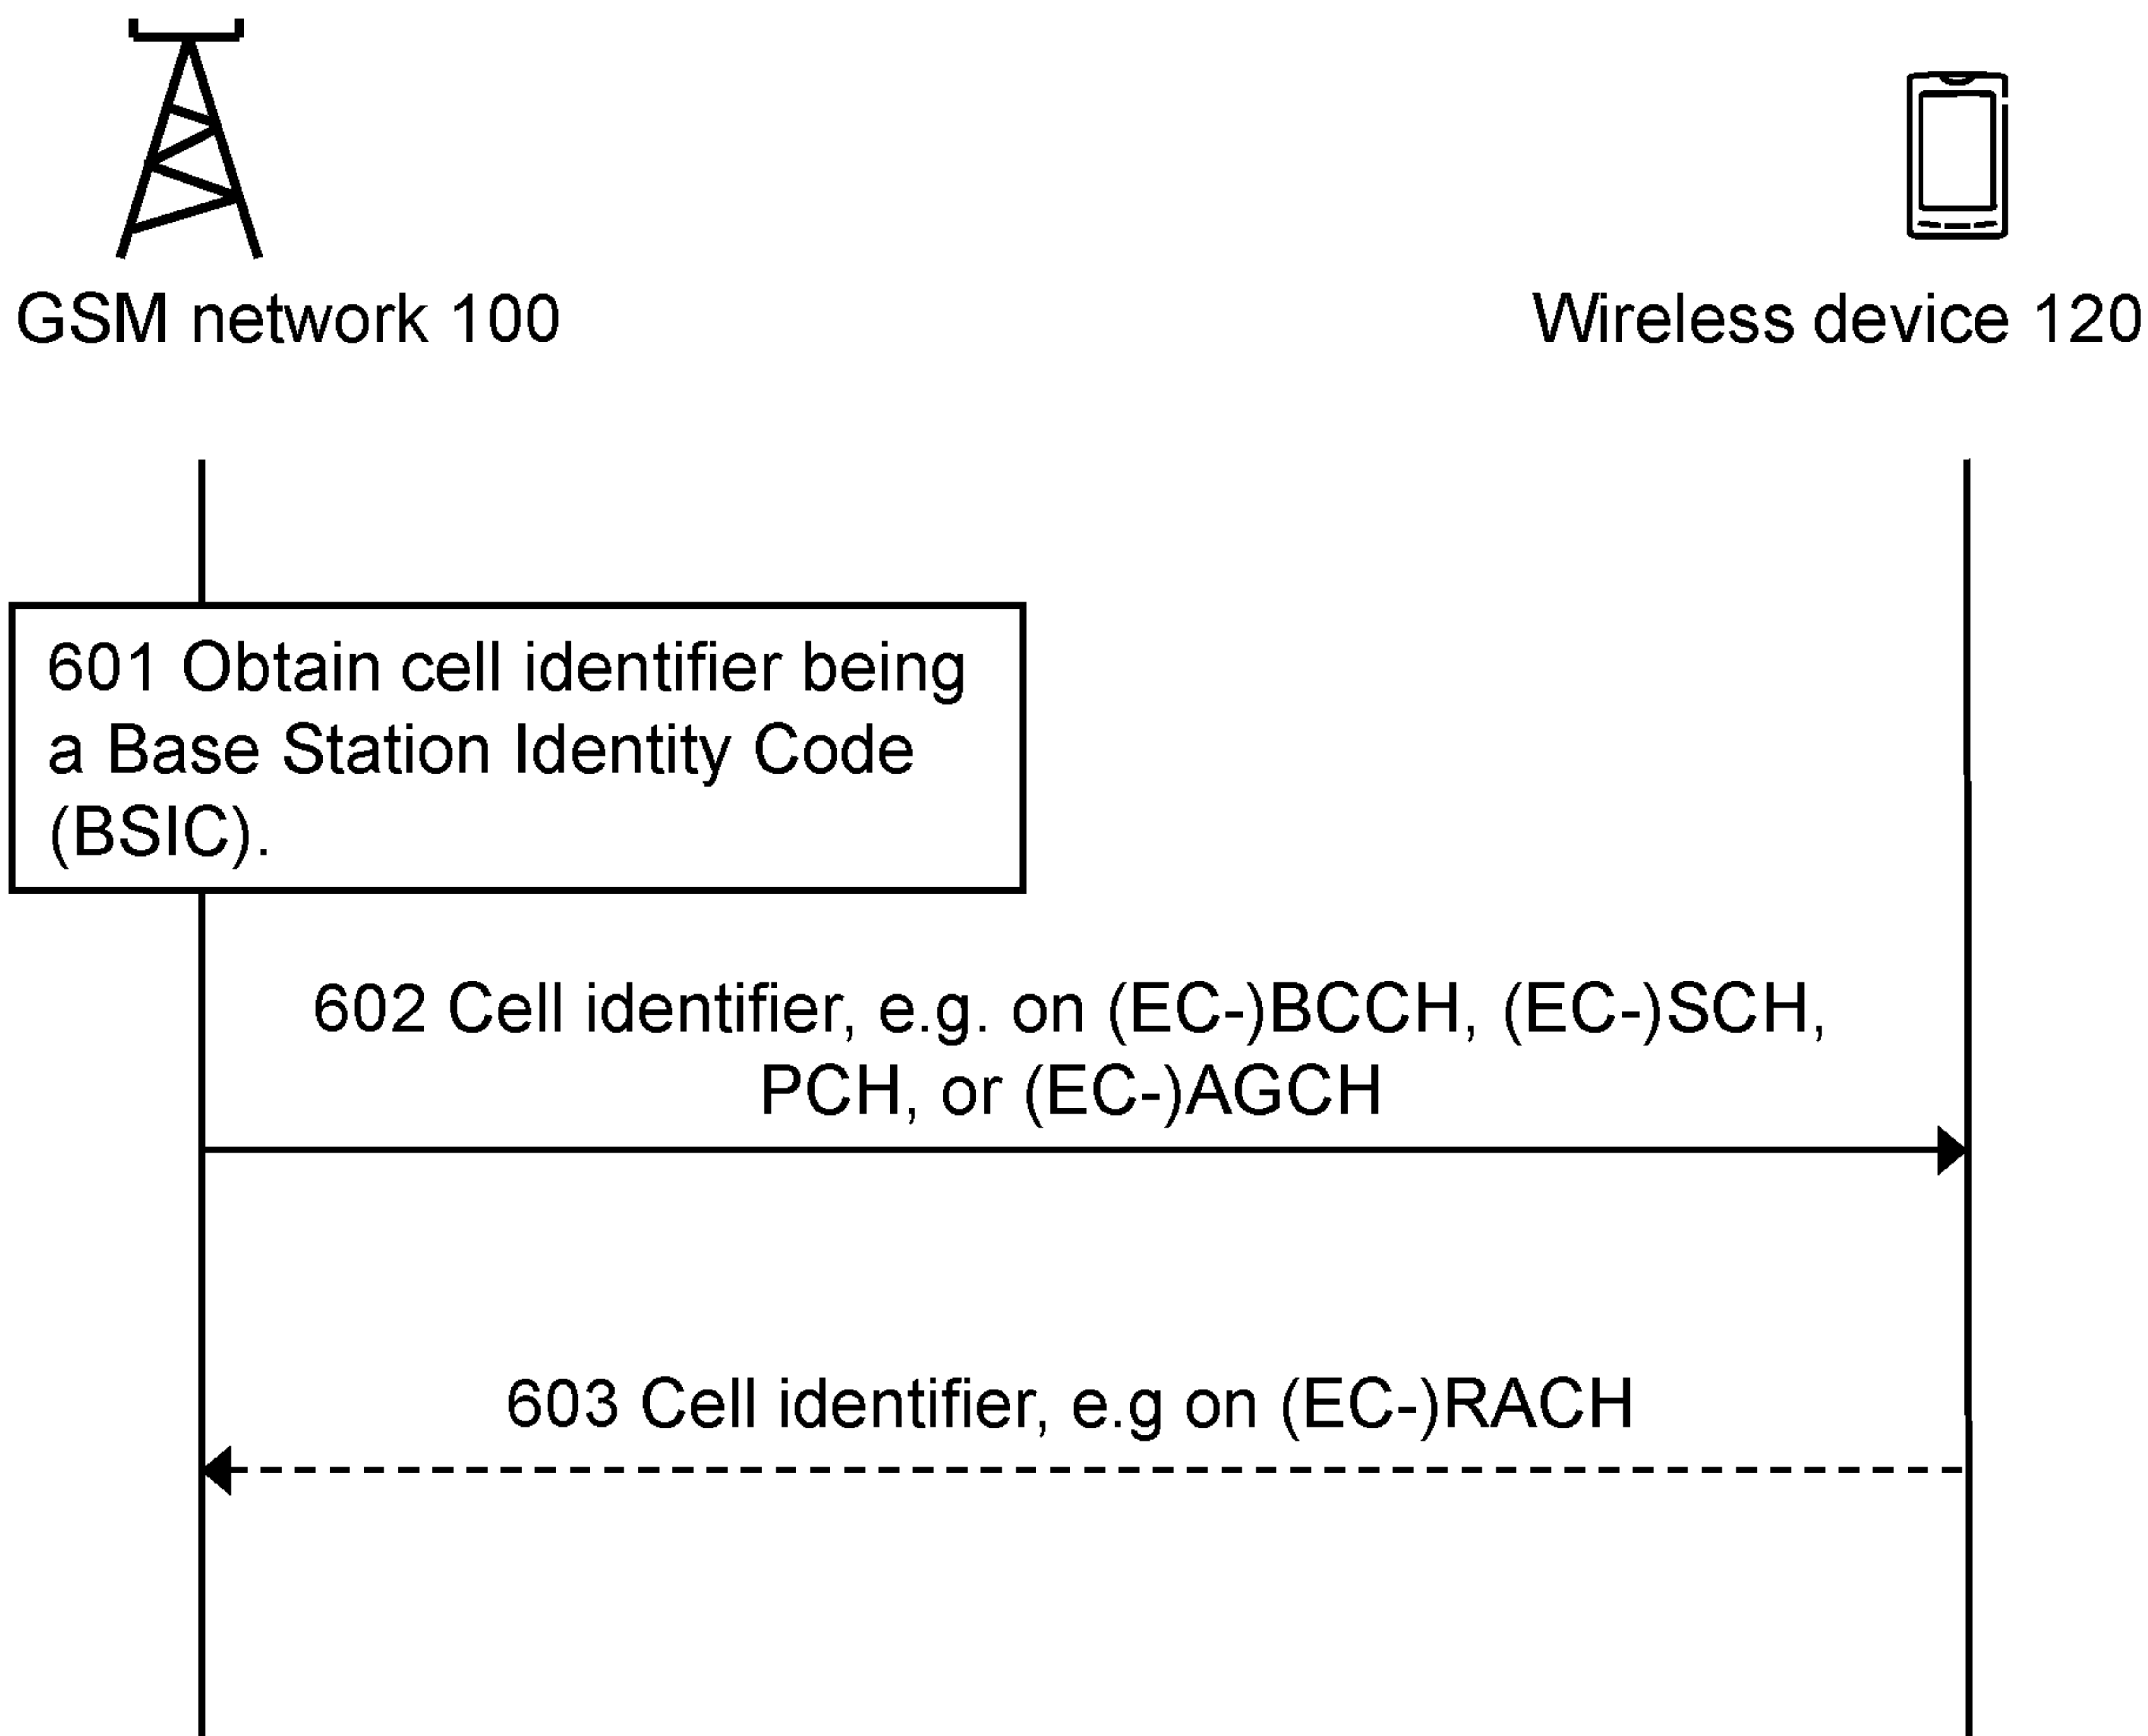 GSM network 100
Wireless device 120
601 Obtain cell identifier being
a Base Station Identity Code
(BSIC).
602 Cell identifier, e.g. on (EC-)BCCH, (EC-)SCH,
PCH, or (EC-)AGCH
603 Cell identifier, e.g on (EC-)RACH